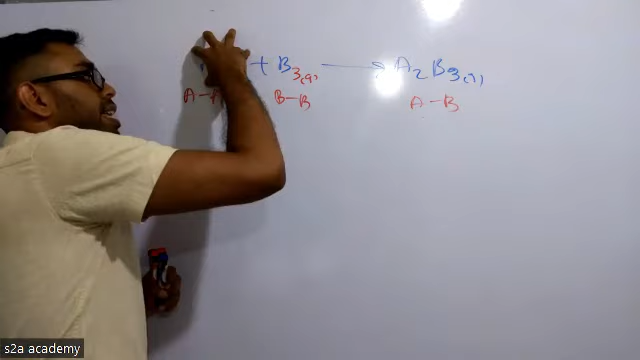 + B₃(g) → A₂B₃(g)
A-A B-B A-B
s2a academy